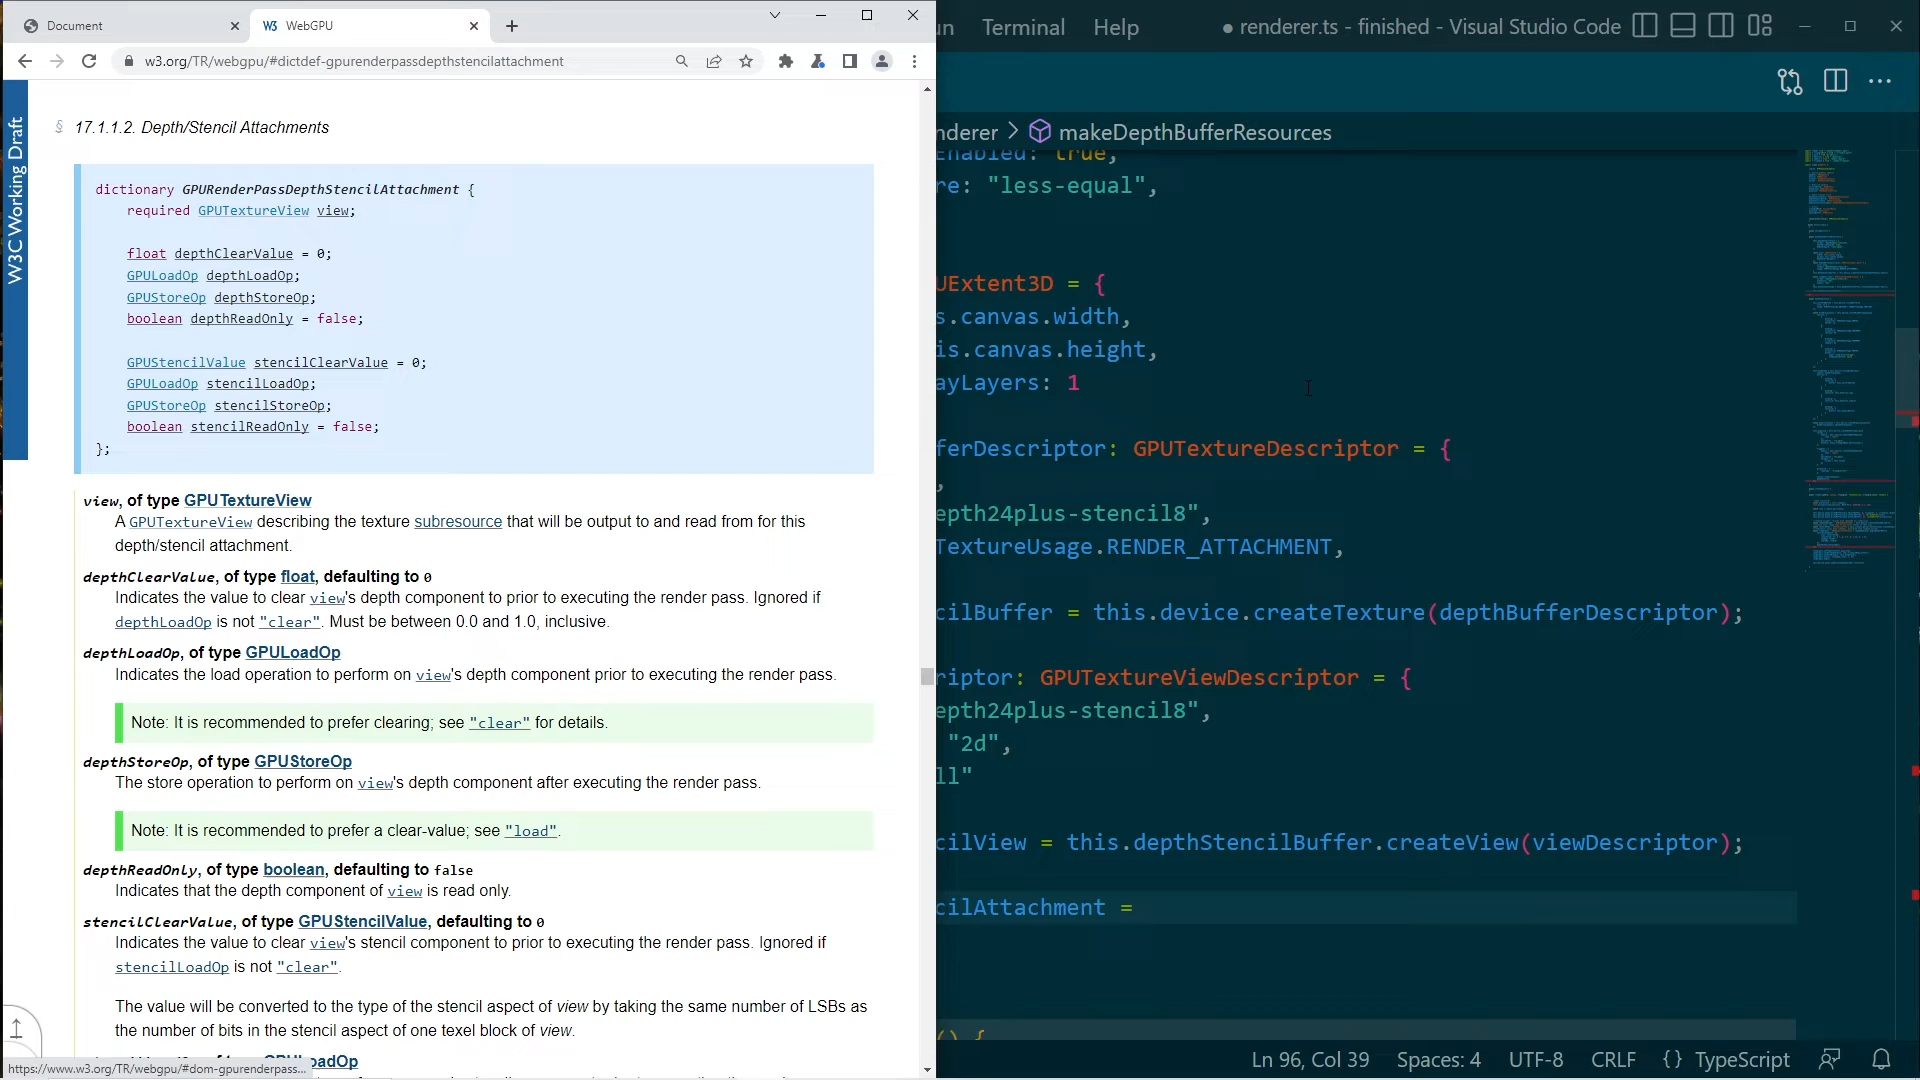 Document
W3 WebGPU
w3.org/TR/webgpu/#dictdef-gpurenderpassdepthstencilattachment
W3C Working Draft
§ 17.1.1.2. Depth/Stencil Attachments
dictionary GPURenderPassDepthStencilAttachment {
required GPUTextureView view;
float depthClearValue = 0;
GPULoadOp depthLoadOp;
GPUStoreOp depthStoreOp;
boolean depthReadOnly = false;
GPUStencilValue stencilClearValue = 0;
GPULoadOp stencilLoadOp;
GPUStoreOp stencilStoreOp;
boolean stencilReadOnly = false;
};
view, of type GPUTextureView
A GPUTextureView describing the texture subresource that will be output to and read from for this
depth/stencil attachment.
depthClearValue, of type float, defaulting to 0
Indicates the value to clear view's depth component to prior to executing the render pass. Ignored if
depthLoadOp is not "clear". Must be between 0.0 and 1.0, inclusive.
depthLoadOp, of type GPULoadOp
Indicates the load operation to perform on view's depth component prior to executing the render pass.
Note: It is recommended to prefer clearing; see "clear" for details.
depthStoreOp, of type GPUStoreOp
The store operation to perform on view's depth component after executing the render pass.
Note: It is recommended to prefer a clear-value; see "load".
depthReadOnly, of type boolean, defaulting to false
Indicates that the depth component of view is read only.
stencilClearValue, of type GPUStencilValue, defaulting to 0
Indicates the value to clear view's stencil component to prior to executing the render pass. Ignored if
stencilLoadOp is not "clear".
The value will be converted to the type of the stencil aspect of view by taking the same number of LSBs as
the number of bits in the stencil aspect of one texel block of view.
https://www.w3.org/TR/webgpu/#dom-gpurenderpass...
un Terminal Help
● renderer.ts - finished - Visual Studio Code
nderer > makeDepthBufferResources
Enabled: true,
re: "less-equal",
UExtent3D = {
s.canvas.width,
is.canvas.height,
ayLayers: 1
ferDescriptor: GPUTextureDescriptor = {
,
epth24plus-stencil8",
TextureUsage.RENDER_ATTACHMENT,
cilBuffer = this.device.createTexture(depthBufferDescriptor);
riptor: GPUTextureViewDescriptor = {
epth24plus-stencil8",
"2d",
ll"
cilView = this.depthStencilBuffer.createView(viewDescriptor);
cilAttachment =
() {
Ln 96, Col 39 Spaces: 4 UTF-8 CRLF {} TypeScript